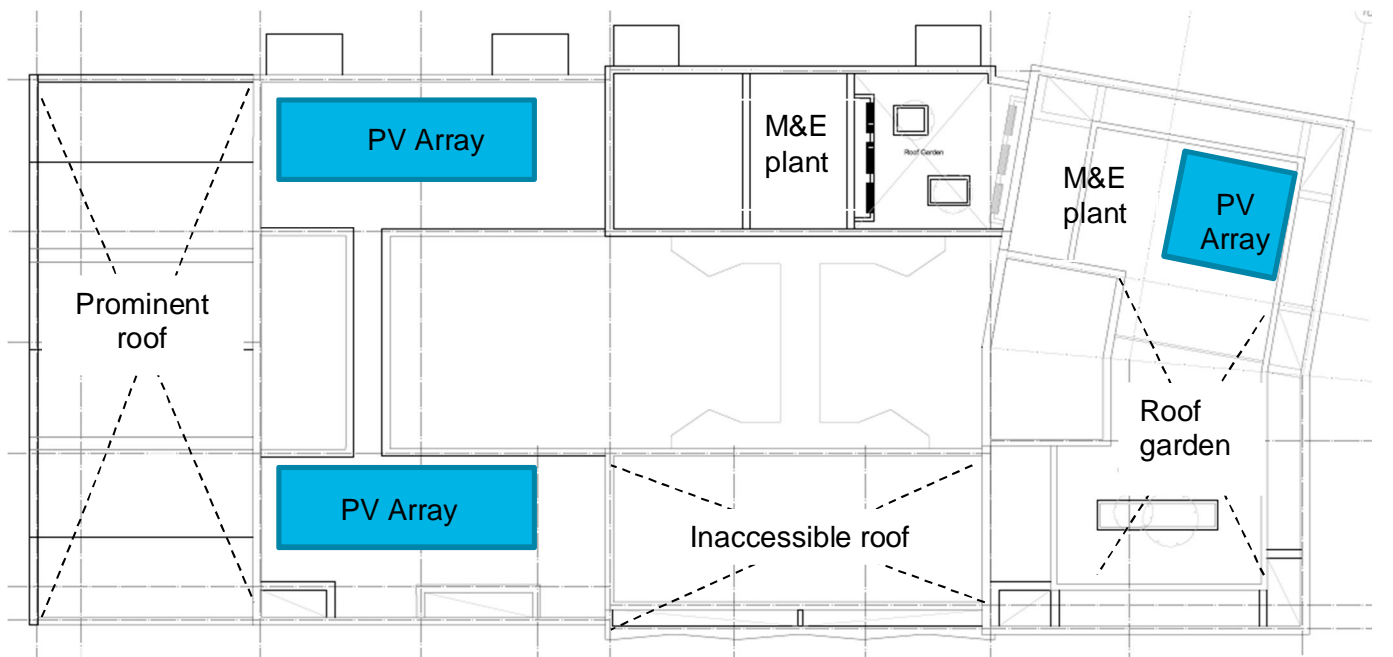 PV Array
M&E
plant
Roof Garden
M&E
plant
PV
Array
Prominent
roof
Roof
garden
PV Array
Inaccessible roof